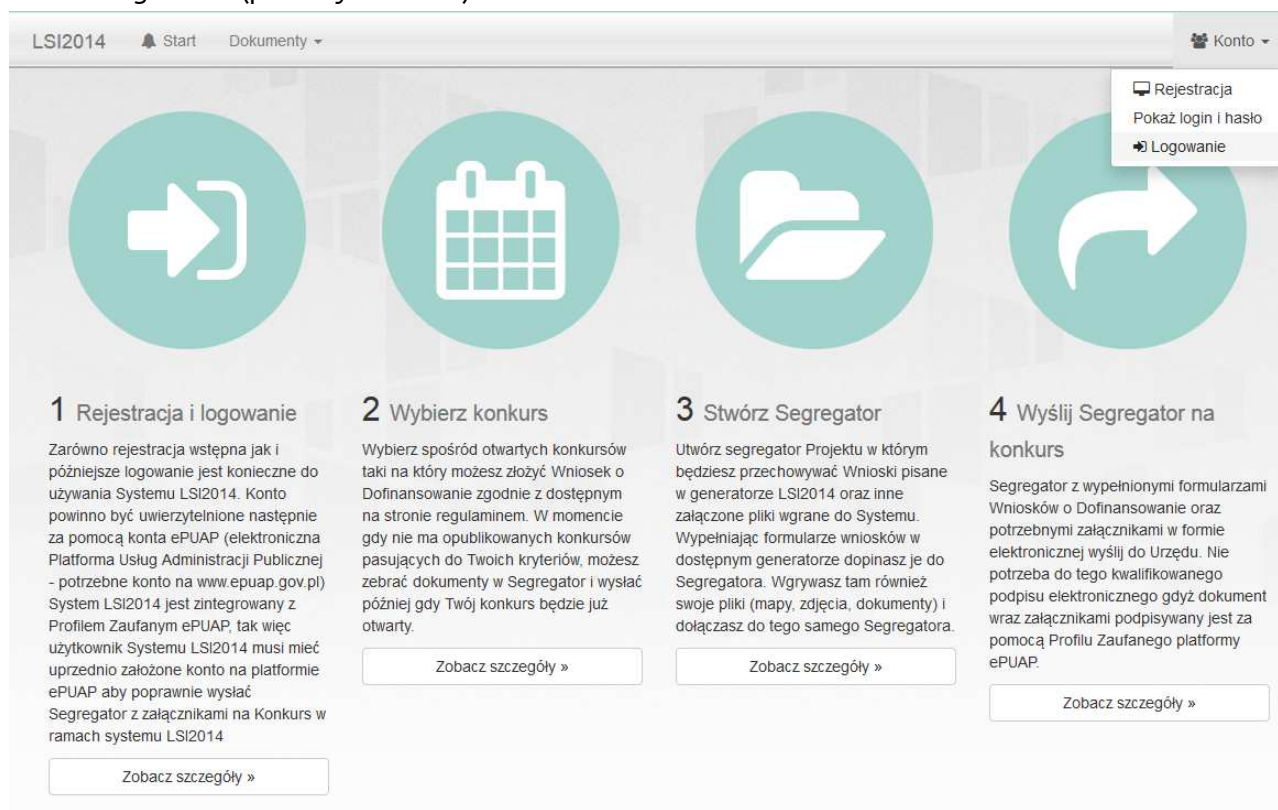 LSI2014 Start Dokumenty Konto
Rejestracja
Pokaż login i hasło
Logowanie
1 Rejestracja i logowanie
Zarówno rejestracja wstępna jak i
późniejsze logowanie jest konieczne do
używania Systemu LSI2014. Konto
powinno być uwierzytelnione następnie
za pomocą konta ePUAP (elektroniczna
Platforma Usług Administracji Publicznej
- potrzebne konto na www.epuap.gov.pl)
System LSI2014 jest zintegrowany z
Profilem Zaufanym ePUAP, tak więc
użytkownik Systemu LSI2014 musi mieć
uprzednio założone konto na platformie
ePUAP aby poprawnie wysłać
Segregator z załącznikami na Konkurs w
ramach systemu LSI2014
Zobacz szczegóły »
2 Wybierz konkurs
Wybierz spośród otwartych konkursów
taki na który możesz złożyć Wniosek o
Dofinansowanie zgodnie z dostępnym
na stronie regulaminem. W momencie
gdy nie ma opublikowanych konkursów
pasujących do Twoich kryteriów, możesz
zebrać dokumenty w Segregator i wysłać
później gdy Twój konkurs będzie już
otwarty.
Zobacz szczegóły »
3 Stwórz Segregator
Utwórz segregator Projektu w którym
będziesz przechowywać Wnioski pisane
w generatorze LSI2014 oraz inne
załączone pliki wgrane do Systemu.
Wypełniając formularze wniosków w
dostępnym generatorze dopinasz je do
Segregatora. Wgrywasz tam również
swoje pliki (mapy, zdjęcia, dokumenty) i
dołączasz do tego samego Segregatora.
Zobacz szczegóły »
4 Wyślij Segregator na
konkurs
Segregator z wypełnionymi formularzami
Wniosków o Dofinansowanie oraz
potrzebnymi załącznikami w formie
elektronicznej wyślij do Urzędu. Nie
potrzeba do tego kwalifikowanego
podpisu elektronicznego gdyż dokument
wraz załącznikami podpisywany jest za
pomocą Profilu Zaufanego platformy
ePUAP.
Zobacz szczegóły »